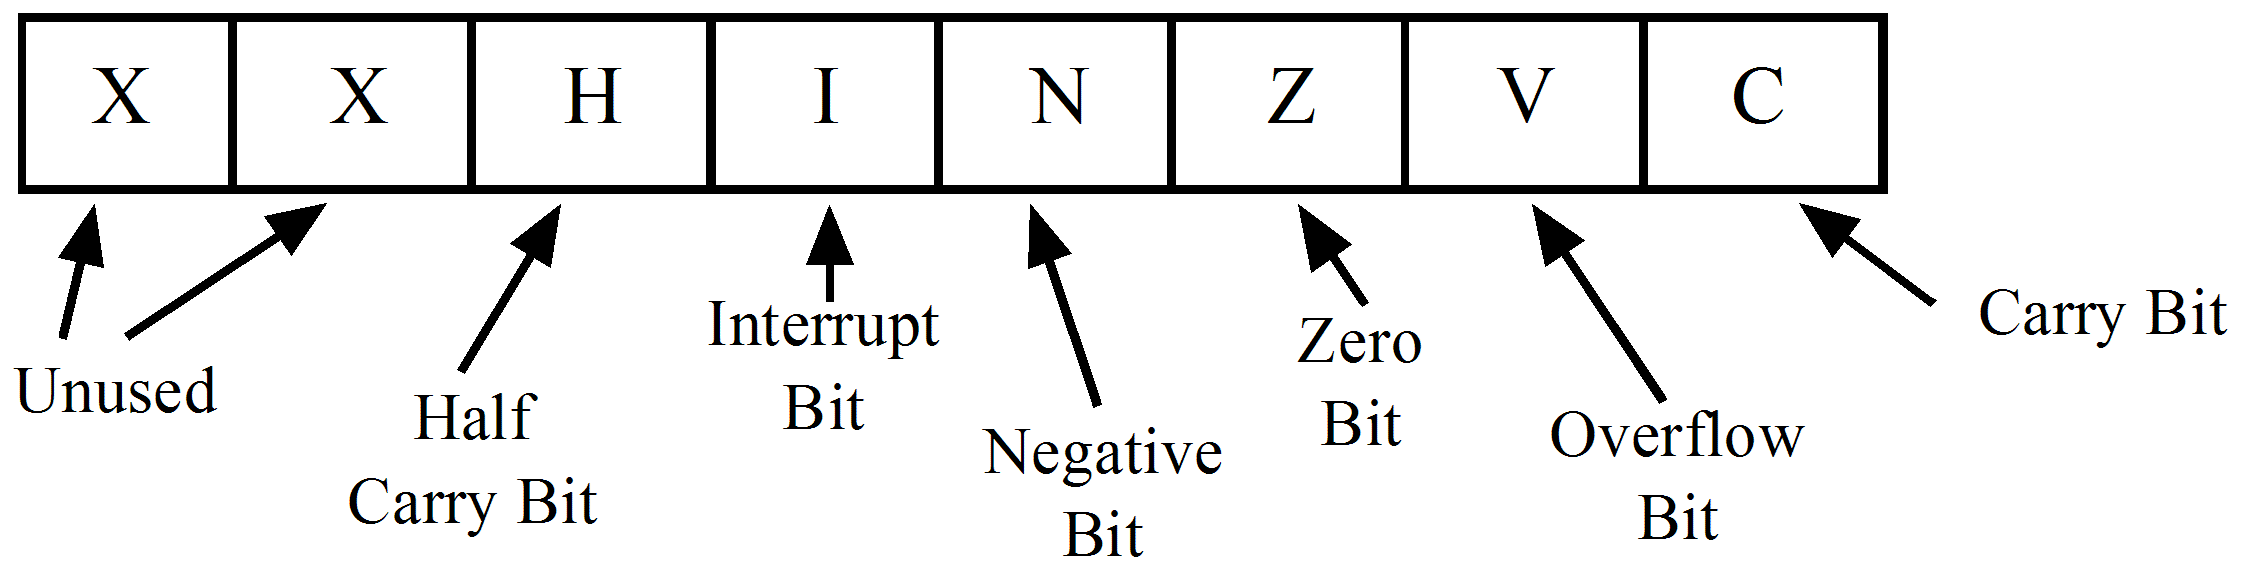 X X H I N Z V C
Unused
Half
Carry Bit
Interrupt
Bit
Negative
Bit
Zero
Bit
Overflow
Bit
Carry Bit